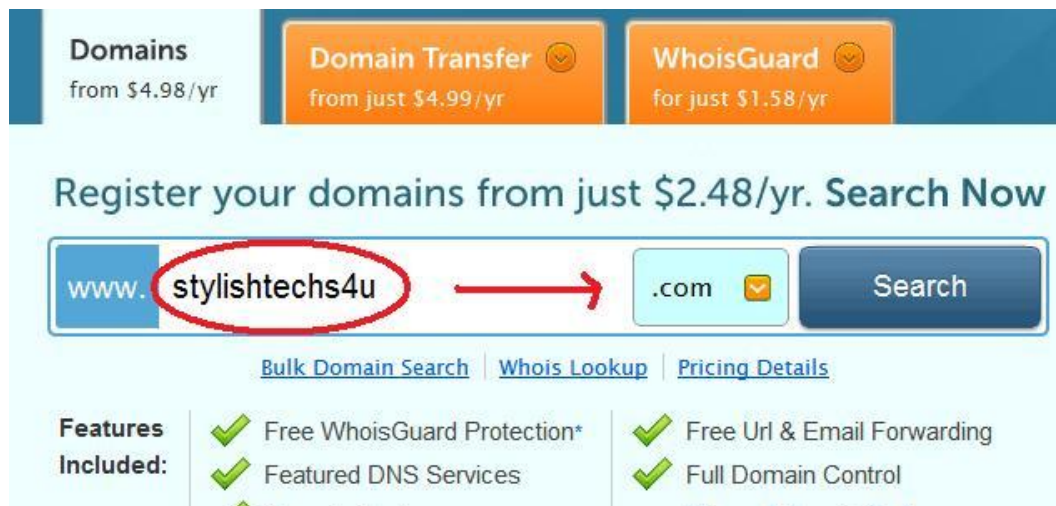 Domains
from $4.98/yr
Domain Transfer
from just $4.99/yr
WhoisGuard
for just $1.58/yr
Register your domains from just $2.48/yr. Search Now
www. stylishtechs4u .com Search
Bulk Domain Search Whois Lookup Pricing Details
Features Included:
Free WhoisGuard Protection*
Free Url & Email Forwarding
Featured DNS Services
Full Domain Control